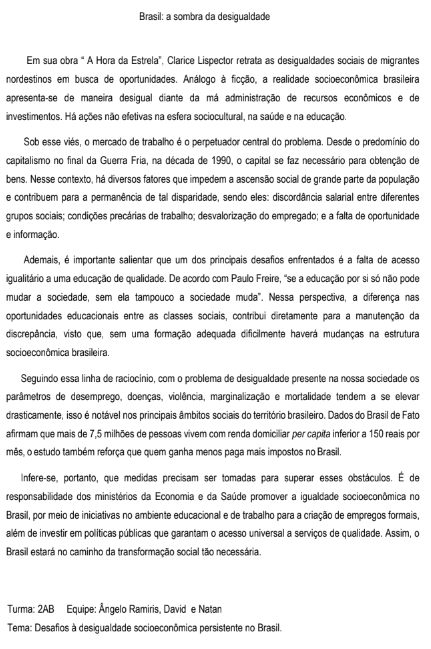 Brasil: a sombra da desigualdade
Em sua obra “ A Hora da Estrela”, Clarice Lispector retrata as desigualdades sociais de migrantes
nordestinos em busca de oportunidades. Análogo à ficção, a realidade socioeconômica brasileira
apresenta-se de maneira desigual diante da má administração de recursos econômicos e de
investimentos. Há ações não efetivas na esfera sociocultural, na saúde e na educação.
Sob esse viés, o mercado de trabalho é o perpetuador central do problema. Desde o predomínio do
capitalismo no final da Guerra Fria, na década de 1990, o capital se faz necessário para obtenção de
bens. Nesse contexto, há diversos fatores que impedem a ascensão social de grande parte da população
e contribuem para a permanência de tal disparidade, sendo eles: discordância salarial entre diferentes
grupos sociais; condições precárias de trabalho; desvalorização do empregado; e a falta de oportunidade
e informação.
Ademais, é importante salientar que um dos principais desafios enfrentados é a falta de acesso
igualitário a uma educação de qualidade. De acordo com Paulo Freire, “se a educação por si só não pode
mudar a sociedade, sem ela tampouco a sociedade muda”. Nessa perspectiva, a diferença nas
oportunidades educacionais entre as classes sociais, contribui diretamente para a manutenção da
discrepância, visto que, sem uma formação adequada dificilmente haverá mudanças na estrutura
socioeconômica brasileira.
Seguindo essa linha de raciocínio, com o problema de desigualdade presente na nossa sociedade os
parâmetros de desemprego, doenças, violência, marginalização e mortalidade tendem a se elevar
drasticamente, isso é notável nos principais âmbitos sociais do território brasileiro. Dados do Brasil de Fato
afirmam que mais de 7,5 milhões de pessoas vivem com renda domiciliar per capita inferior a 150 reais por
mês, o estudo também reforça que quem ganha menos paga mais impostos no Brasil.
Infere-se, portanto, que medidas precisam ser tomadas para superar esses obstáculos. É de
responsabilidade dos ministérios da Economia e da Saúde promover a igualdade socioeconômica no
Brasil, por meio de iniciativas no ambiente educacional e de trabalho para a criação de empregos formais,
além de investir em políticas públicas que garantam o acesso universal a serviços de qualidade. Assim, o
Brasil estará no caminho da transformação social tão necessária.
Turma: 2AB Equipe: Ângelo Ramiris, David e Natan
Tema: Desafios à desigualdade socioeconômica persistente no Brasil.